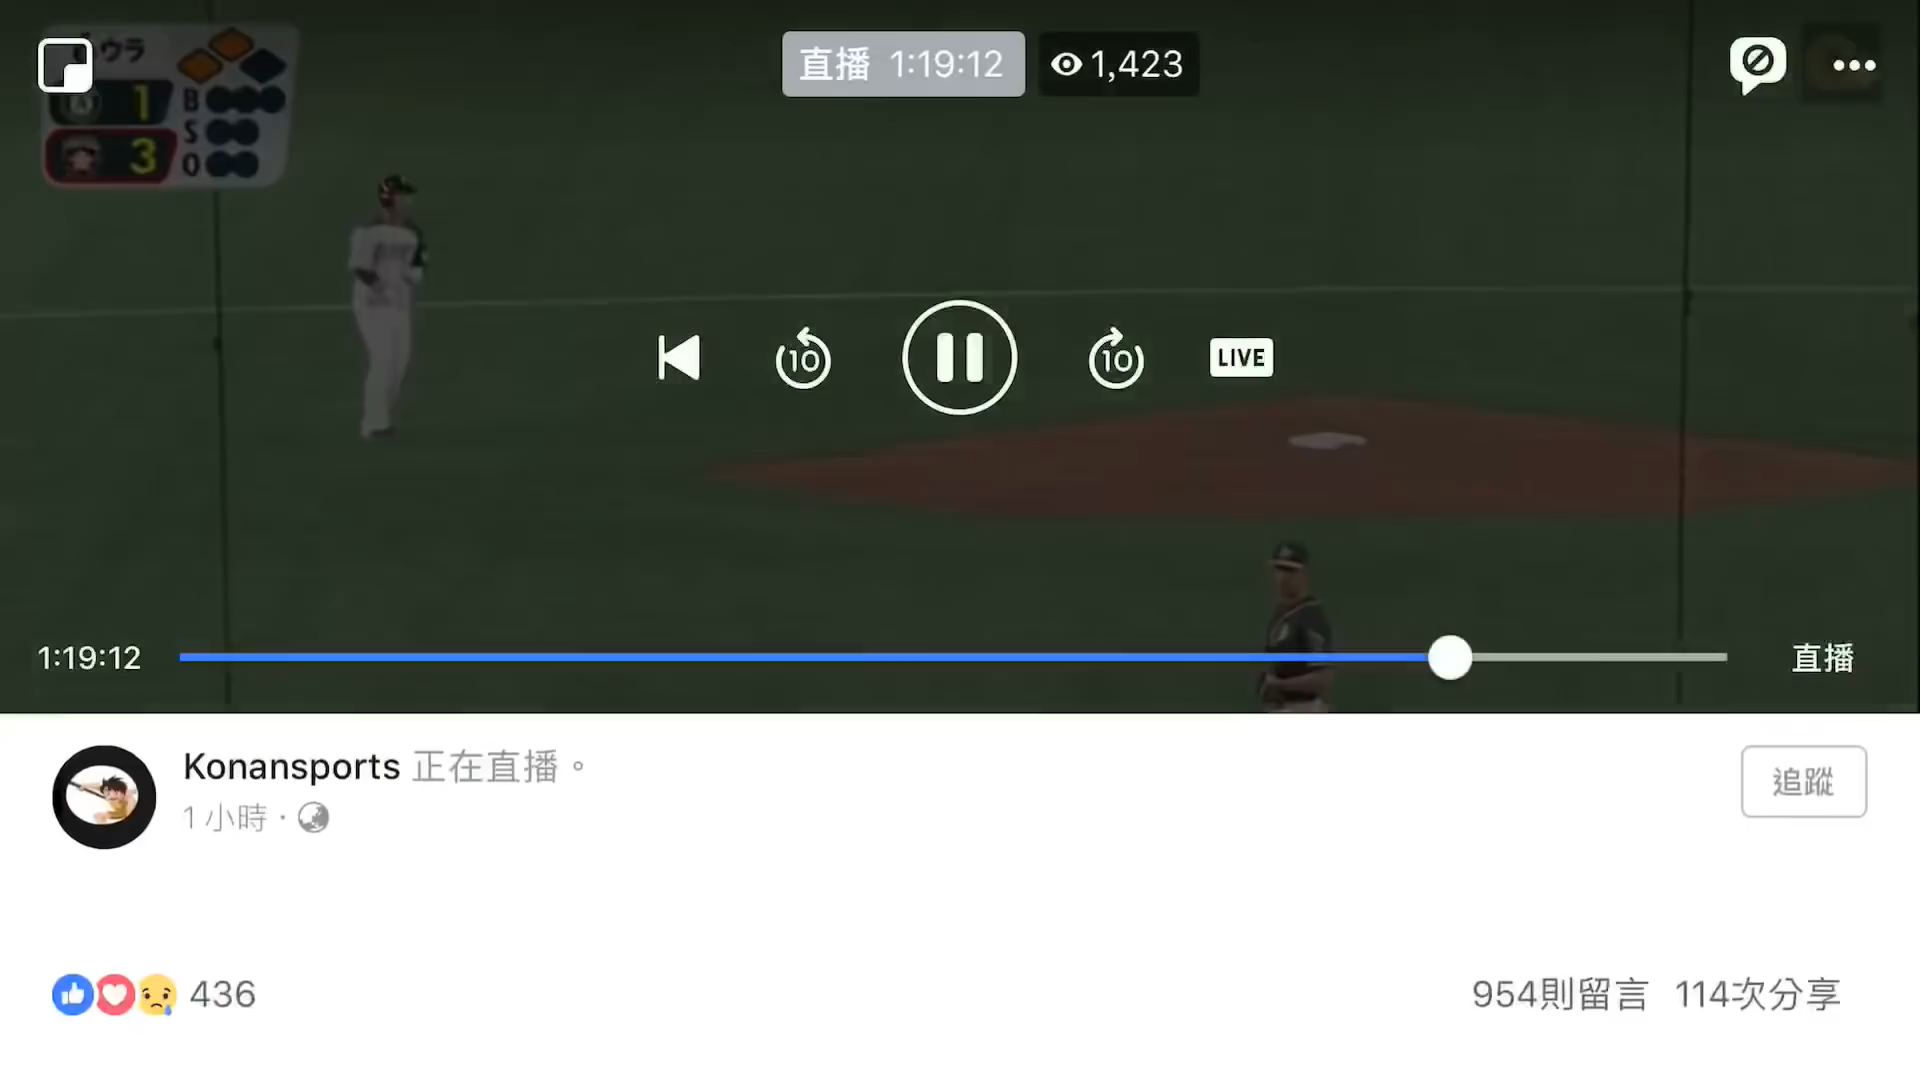 ウラ
直播 1:19:12 1,423
1 B
S
3 O
10 10 LIVE
1:19:12 直播
Konansports 正在直播。
追蹤
1 小時 ·
436 954則留言 114次分享